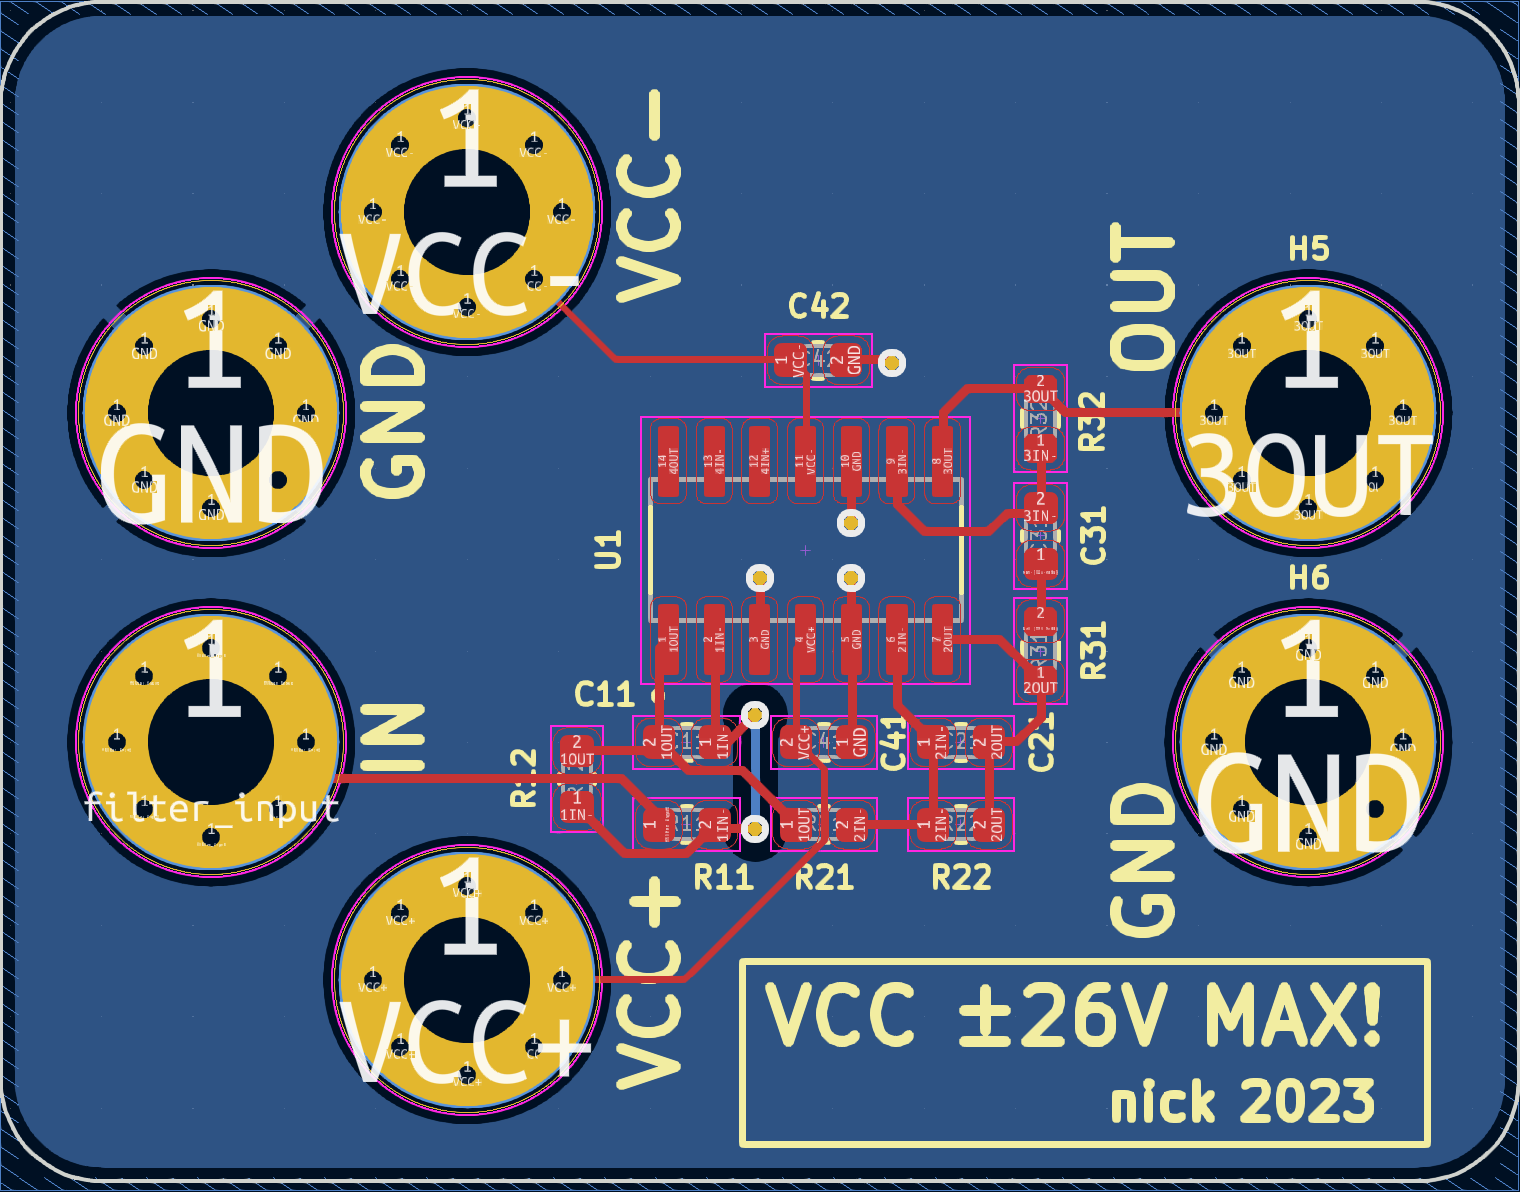 1
VCC-
VCC-
1
GND
GND
OUT
H5
1
3OUT
C42
1
VCC-
2
GND
2
3OUT
R32
1
3IN-
14
4OUT
13
4IN-
12
4IN+
11
VCC-
10
GND
9
3IN-
8
3OUT
U1
2
3IN-
C31
1
H6
2
R31
1
2OUT
1
1OUT
2
1IN-
3
GND
4
VCC+
5
GND
6
2IN-
7
2OUT
1
filter_input
IN
C11
2
1OUT
1
1IN-
2
VCC+
1
GND
C41
1
2IN-
2
2OUT
C21
2
1OUT
1
1IN-
1
2
1IN-
R11
1
1OUT
2
2IN-
R21
1
2IN-
2
2OUT
R22
1
GND
GND
1
VCC+
VCC+
VCC ±26V MAX!
nick 2023